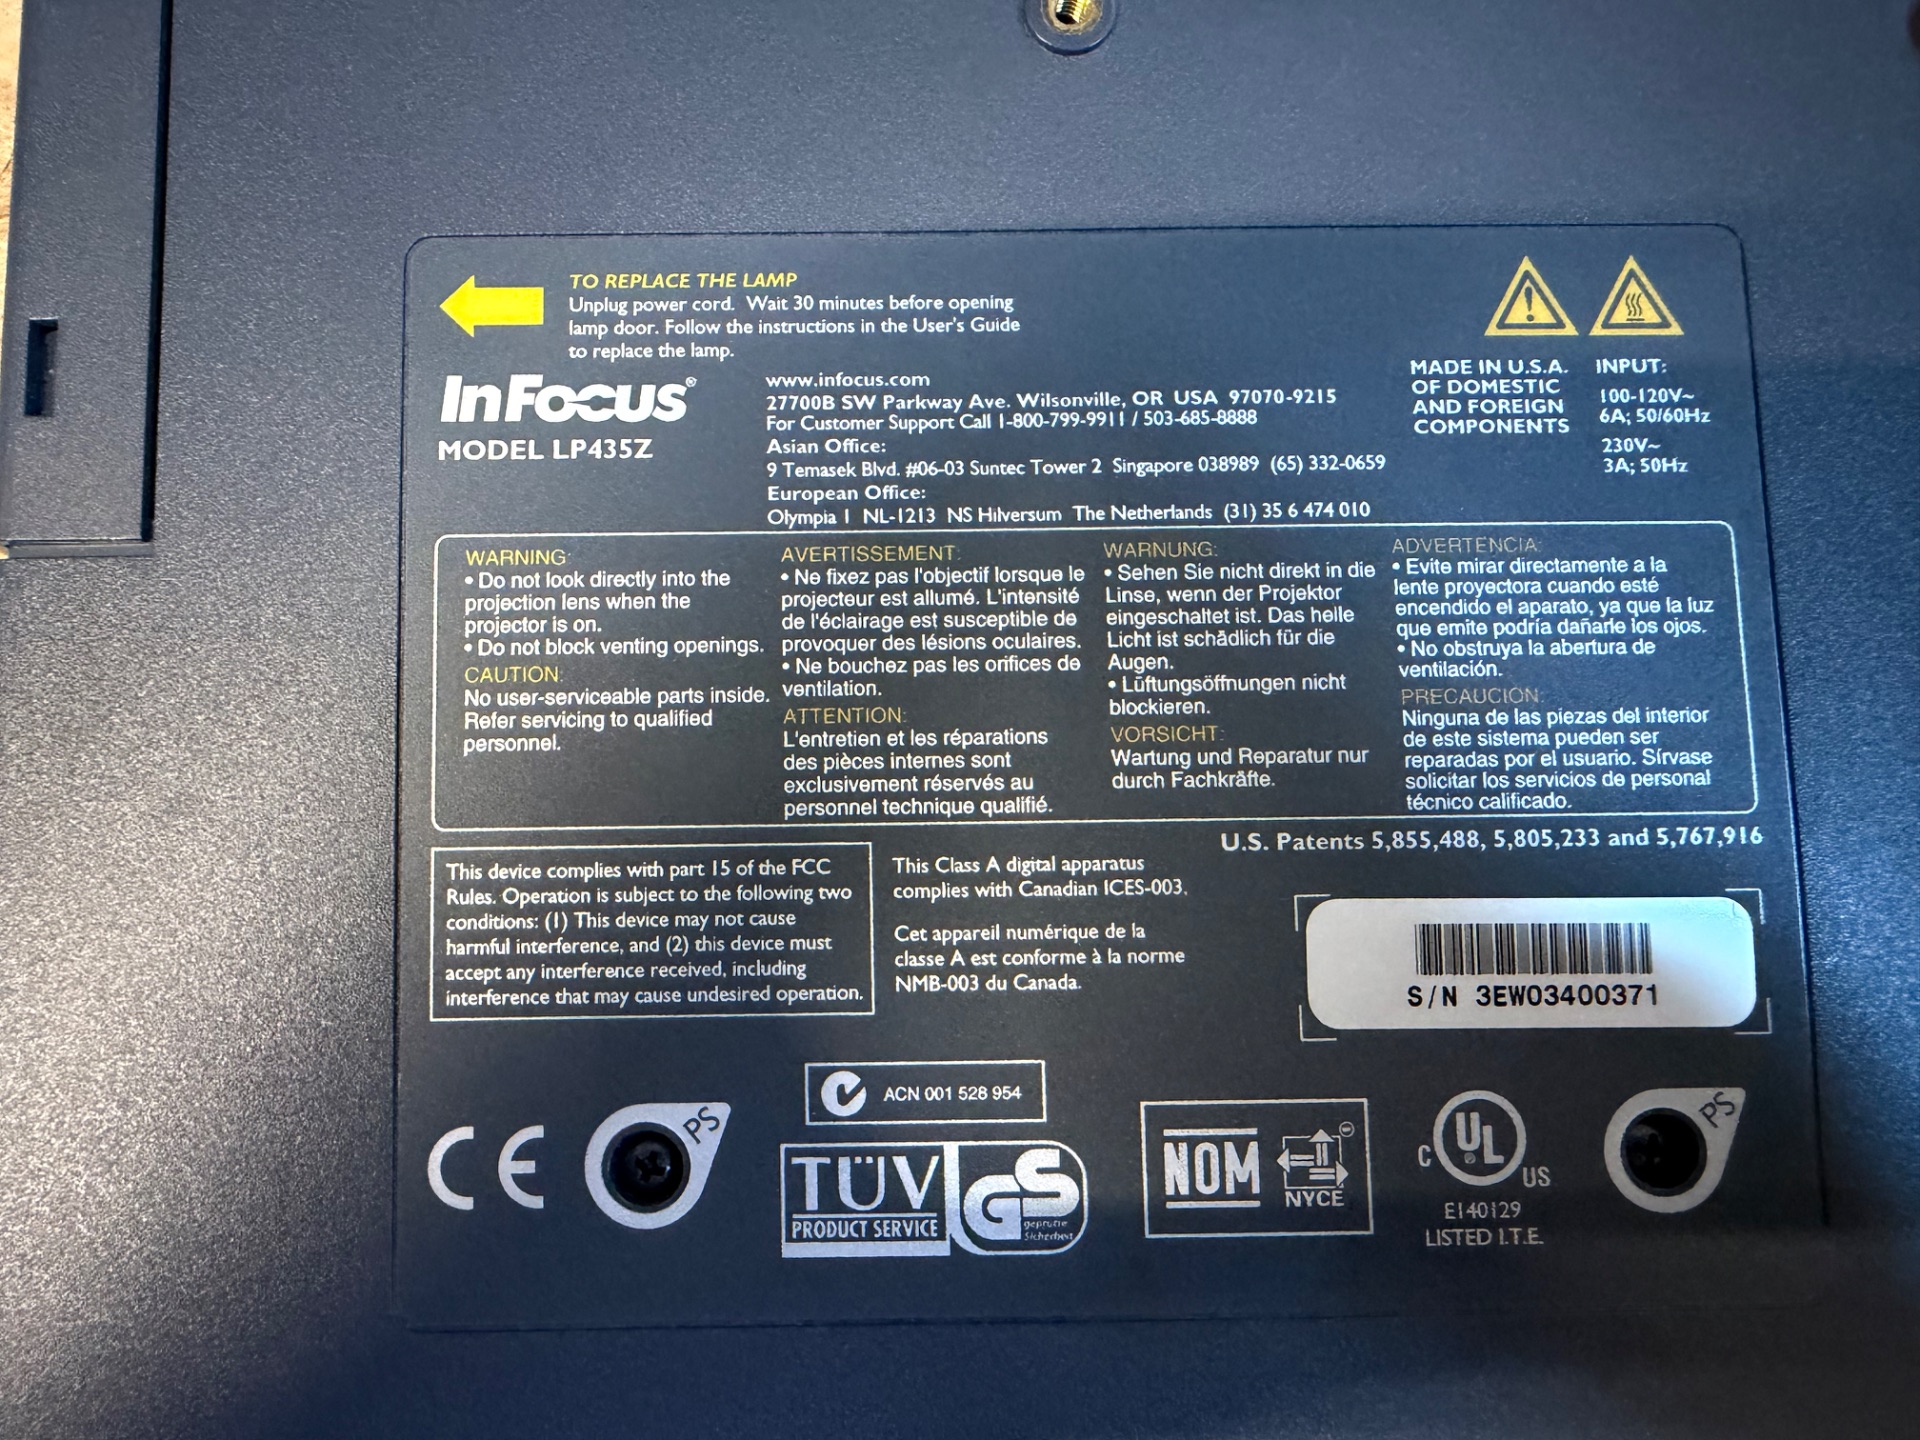 TO REPLACE THE LAMP
Unplug power cord. Wait 30 minutes before opening
lamp door. Follow the instructions in the User's Guide
to replace the lamp.
InFocus®
MODEL LP435Z
www.infocus.com
27700B SW Parkway Ave. Wilsonville, OR USA 97070-9215
For Customer Support Call 1-800-799-9911 / 503-685-8888
Asian Office:
9 Temasek Blvd. #06-03 Suntec Tower 2 Singapore 038989 (65) 332-0659
European Office:
Olympia 1 NL-1213 NS Hilversum The Netherlands (31) 35 6 474 010
MADE IN U.S.A.
OF DOMESTIC
AND FOREIGN
COMPONENTS
INPUT:
100-120V~
6A; 50/60Hz
230V~
3A; 50Hz
WARNING:
• Do not look directly into the
projection lens when the
projector is on.
• Do not block venting openings.
CAUTION:
No user-serviceable parts inside.
Refer servicing to qualified
personnel.
AVERTISSEMENT:
• Ne fixez pas l'objectif lorsque le
projecteur est allumé. L'intensité
de l'éclairage est susceptible de
provoquer des lésions oculaires.
• Ne bouchez pas les orifices de
ventilation.
ATTENTION:
L'entretien et les réparations
des pièces internes sont
exclusivement réservés au
personnel technique qualifié.
WARNUNG:
• Sehen Sie nicht direkt in die
Linse, wenn der Projektor
eingeschaltet ist. Das helle
Licht ist schädlich für die
Augen.
• Lüftungsöffnungen nicht
blockieren.
VORSICHT:
Wartung und Reparatur nur
durch Fachkräfte.
ADVERTENCIA:
• Evite mirar directamente a la
lente proyectora cuando esté
encendido el aparato, ya que la luz
que emite podría dañarle los ojos.
• No obstruya la abertura de
ventilación.
PRECAUCIÓN:
Ninguna de las piezas del interior
de este sistema pueden ser
reparadas por el usuario. Sírvase
solicitar los servicios de personal
técnico calificado.
U.S. Patents 5,855,488, 5,805,233 and 5,767,916
This device complies with part 15 of the FCC
Rules. Operation is subject to the following two
conditions: (1) This device may not cause
harmful interference, and (2) this device must
accept any interference received, including
interference that may cause undesired operation.
This Class A digital apparatus
complies with Canadian ICES-003.
Cet appareil numérique de la
classe A est conforme à la norme
NMB-003 du Canada.
S/N 3EW03400371
ACN 001 528 954
CE
PS
TÜV
PRODUCT SERVICE
GS
geprüfte
Sicherheit
NOM
NYCE
c UL US
E140129
LISTED I.T.E.
PS